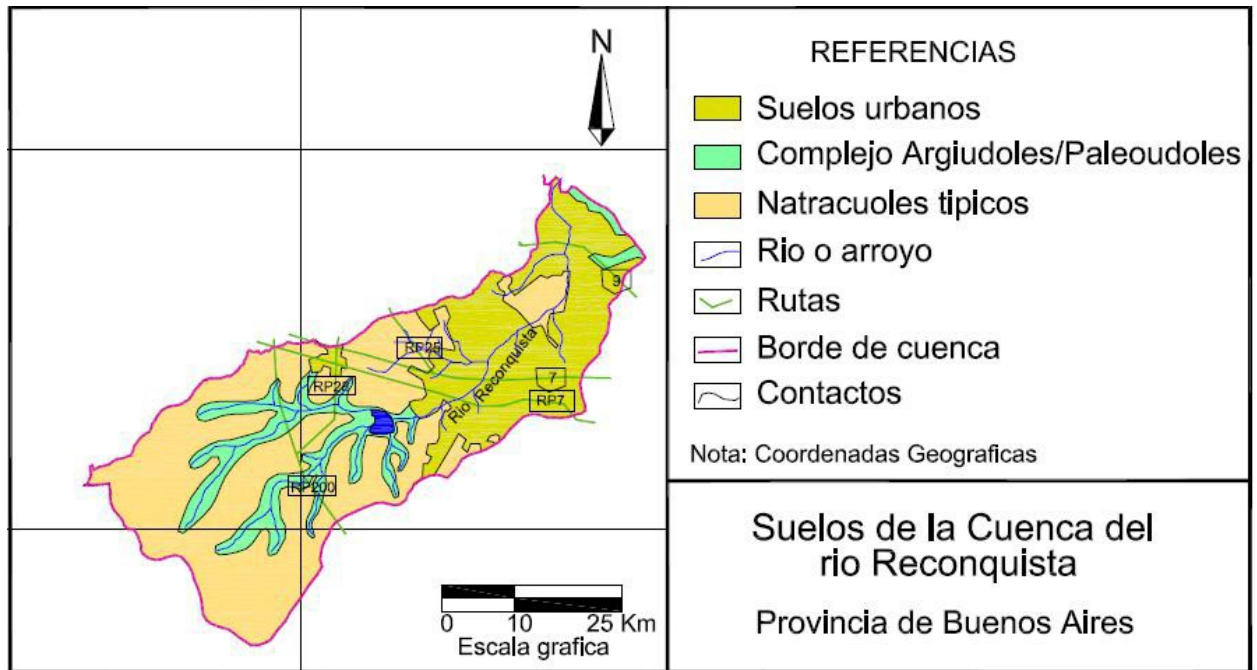 N
9
RP25
Rio Reconquista
7
RP7
RP200
0 10 25 Km
Escala grafica
REFERENCIAS
Suelos urbanos
Complejo Argiudoles/Paleoudoles
Natracuoles tipicos
Rio o arroyo
Rutas
Borde de cuenca
Contactos
Nota: Coordenadas Geograficas
Suelos de la Cuenca del
rio Reconquista
Provincia de Buenos Aires